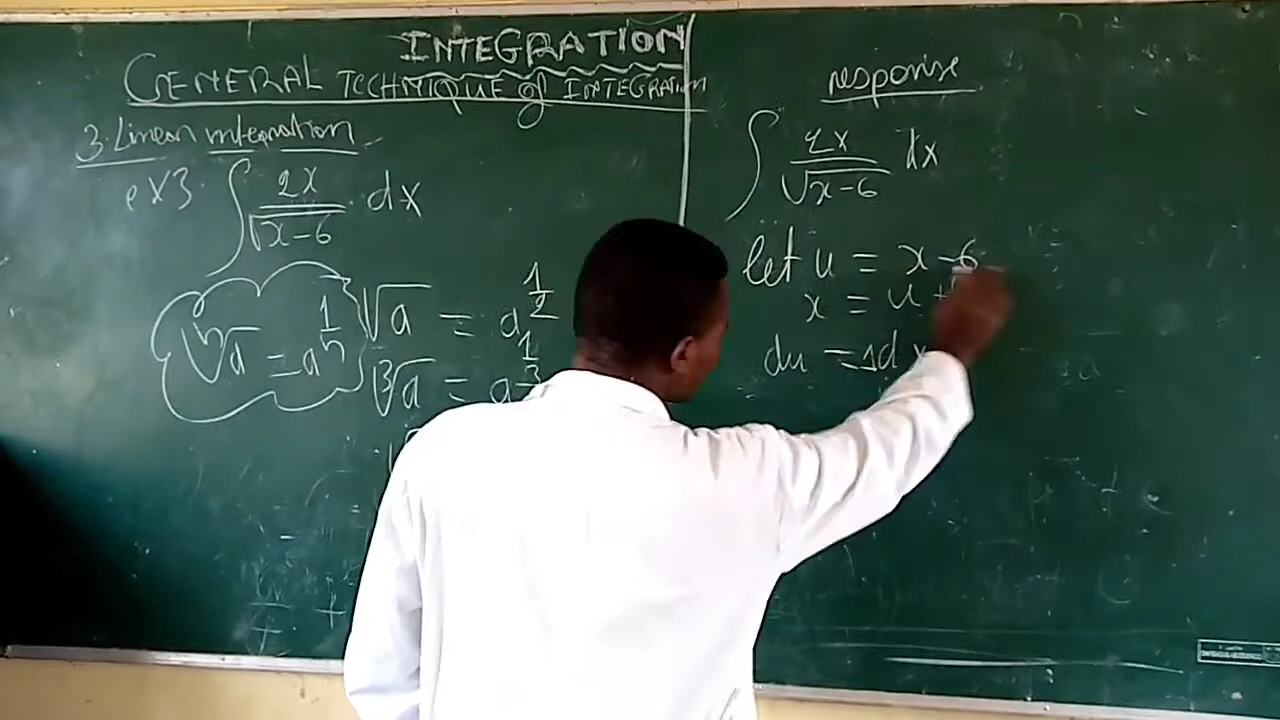 INTEGRATION
GENERAL TECHNIQUE of INTEGRATION
3. Linear integration
ex3. ∫ 2x/√(x-6) dx
ⁿ√a = a^(1/n)
√a = a^(1/2)
∛a = a^(1/3)
response
∫ 2x/√(x-6) dx
let u = x-6
x = u +
du = 1dx